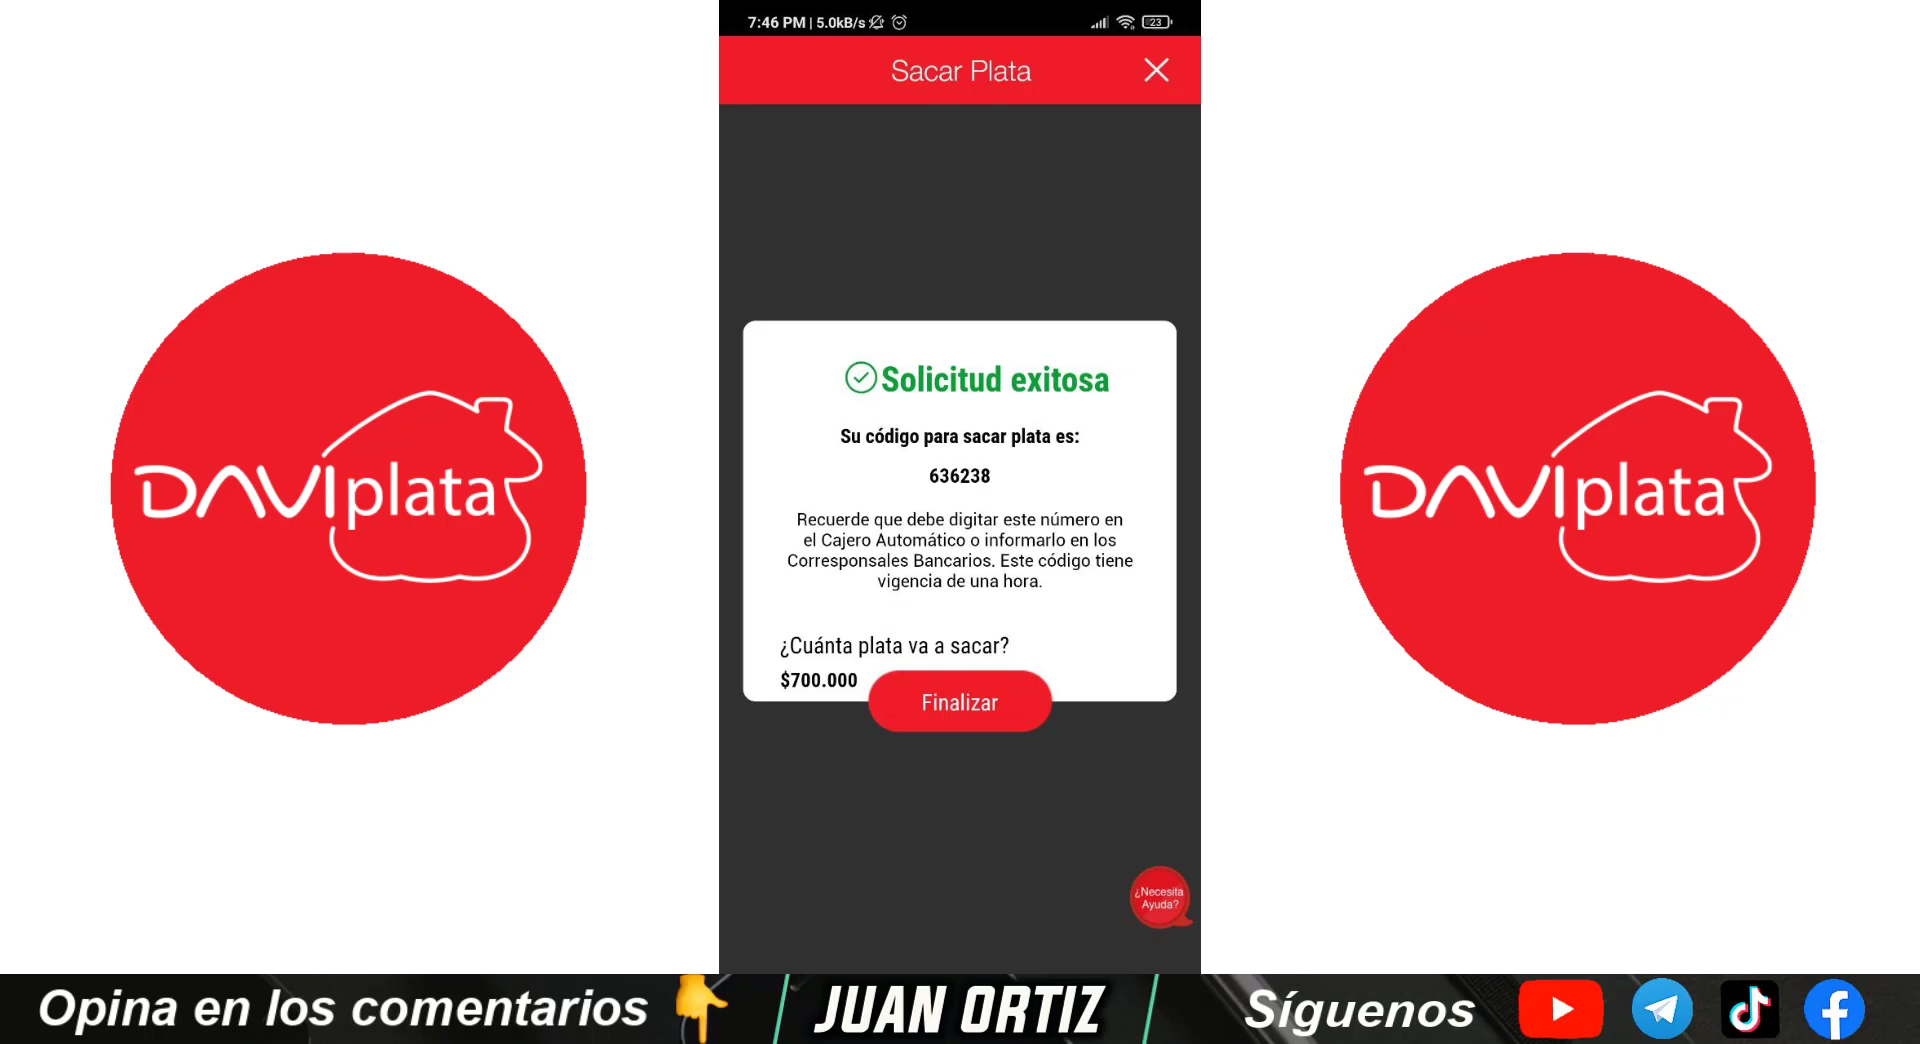 7:46 PM | 5.0kB/s
23
Sacar Plata
DAVIplata
DAVIplata
Solicitud exitosa
Su código para sacar plata es:
636238
Recuerde que debe digitar este número en
el Cajero Automático o informarlo en los
Corresponsales Bancarios. Este código tiene
vigencia de una hora.
¿Cuánta plata va a sacar?
$700.000
Finalizar
¿Necesita
Ayuda?
Opina en los comentarios
JUAN ORTIZ
Síguenos